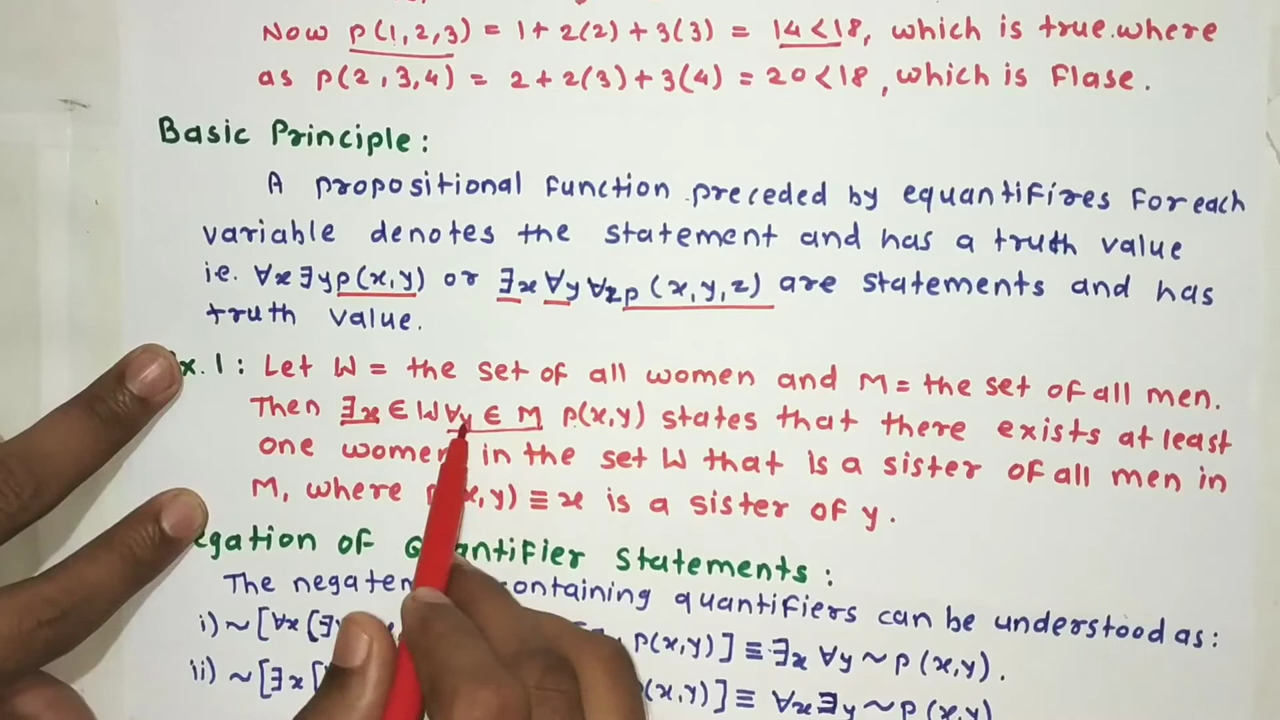 Now p(1,2,3) = 1+ 2(2) + 3(3) = 14<18, which is true.where
as p(2,3,4) = 2+2(3)+3(4) = 20<18, which is Flase.
Basic Principle:
A propositional function preceded by equantifires for each
variable denotes the statement and has a truth value
ie. ∀x∃yp(x,y) or ∃x∀y∀zp(x,y,z) are statements and has
truth value.
x. 1: Let W = the set of all women and M = the set of all men.
Then ∃x ∈ W∀y ∈ M p(x,y) states that there exists at least
one women in the set W that is a sister of all men in
M, where (x,y) ≡ x is a sister of y.
egation of Quantifier Statements:
The negatem containing quantifiers can be understood as:
i) ~[∀x(∃y p(x,y)] ≡ ∃x ∀y ~ p(x,y).
ii) ~[∃x[ p(x,y)] ≡ ∀x∃y ~ p(x,y)